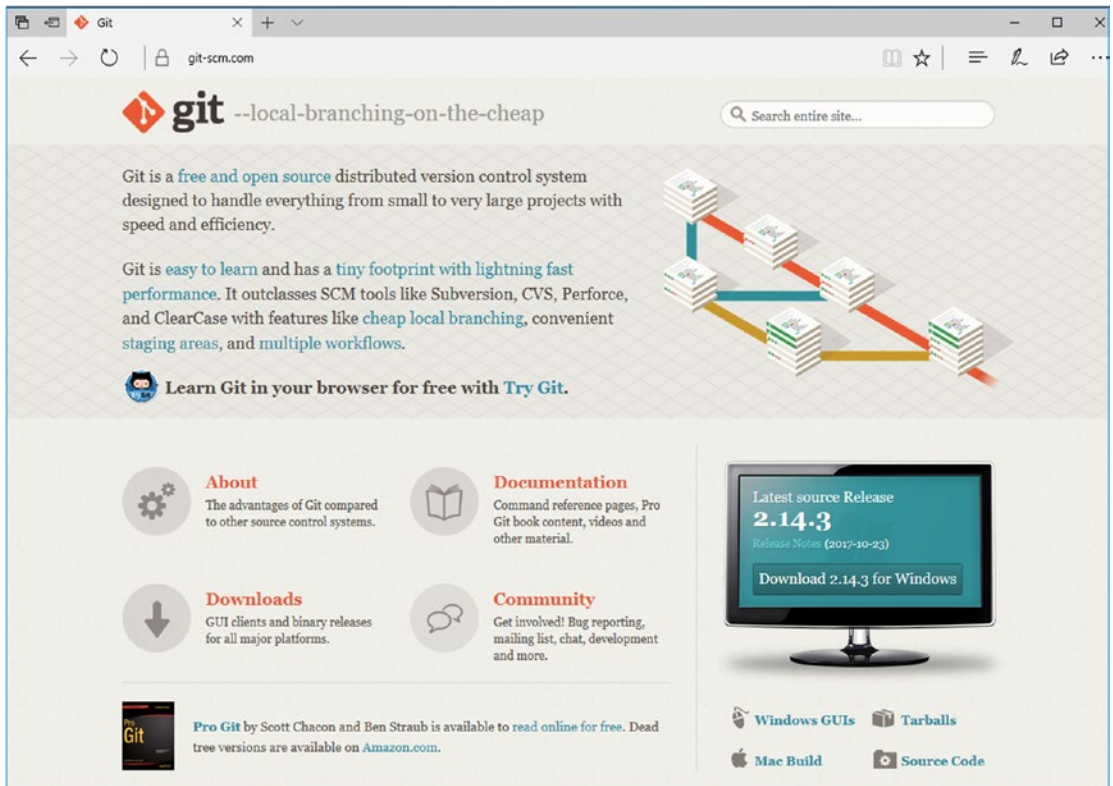 Git
git-scm.com
git --local-branching-on-the-cheap
Search entire site...
Git is a free and open source distributed version control system
designed to handle everything from small to very large projects with
speed and efficiency.
Git is easy to learn and has a tiny footprint with lightning fast
performance. It outclasses SCM tools like Subversion, CVS, Perforce,
and ClearCase with features like cheap local branching, convenient
staging areas, and multiple workflows.
Learn Git in your browser for free with Try Git.
About
The advantages of Git compared
to other source control systems.
Documentation
Command reference pages, Pro
Git book content, videos and
other material.
Downloads
GUI clients and binary releases
for all major platforms.
Community
Get involved! Bug reporting,
mailing list, chat, development
and more.
Latest source Release
2.14.3
Release Notes (2017-10-23)
Download 2.14.3 for Windows
Pro
Git
Pro Git by Scott Chacon and Ben Straub is available to read online for free. Dead
tree versions are available on Amazon.com.
Windows GUIs
Tarballs
Mac Build
Source Code